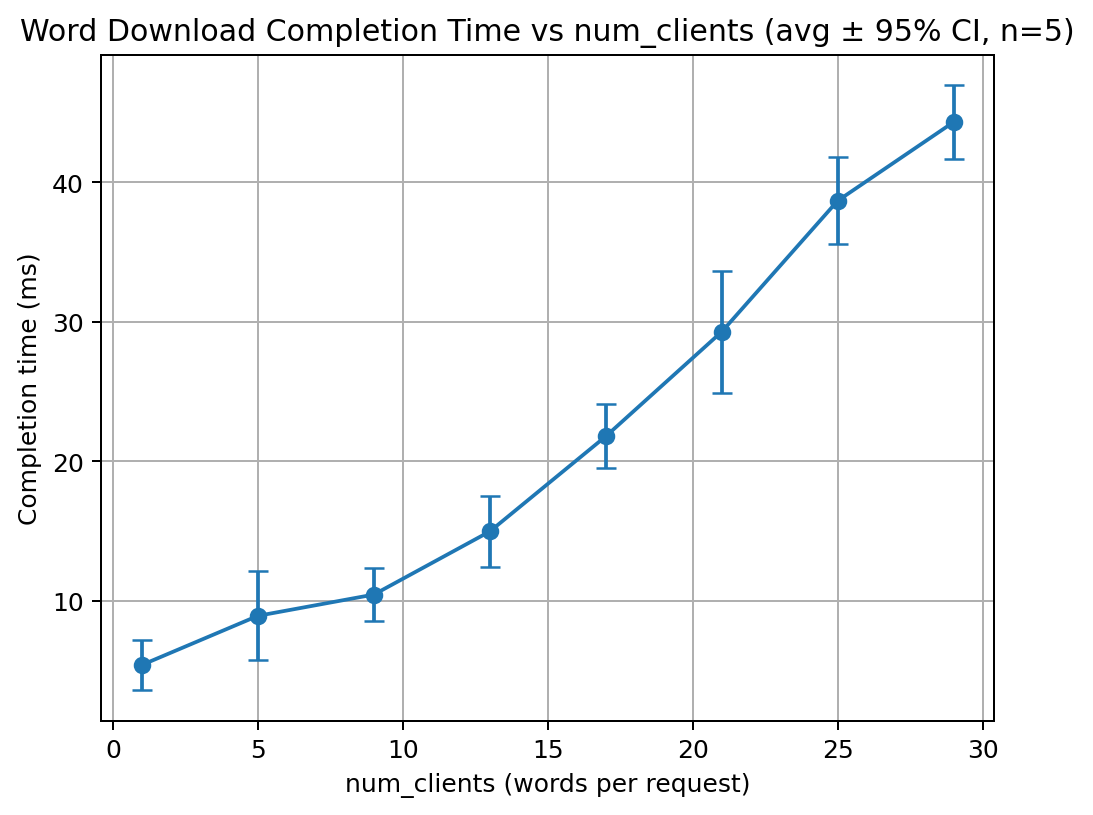 Word Download Completion Time vs num_clients (avg ± 95% CI, n=5)
Completion time (ms)
40
30
20
10
0 5 10 15 20 25 30
num_clients (words per request)